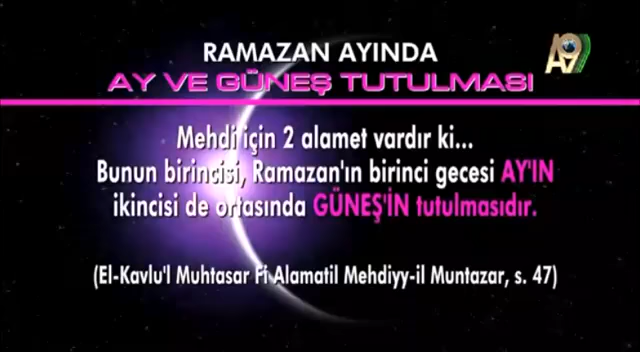 RAMAZAN AYINDA
A9
AY VE GÜNEŞ TUTULMASI
Mehdi için 2 alamet vardır ki...
Bunun birincisi, Ramazan'ın birinci gecesi AY'IN
ikincisi de ortasında GÜNEŞ'İN tutulmasıdır.
(El-Kavlu'l Muhtasar Fi Alamatil Mehdiyy-il Muntazar, s. 47)